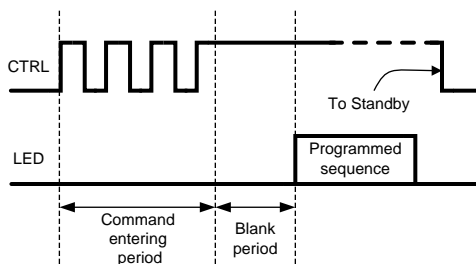 CTRL
To Standby
LED
Programmed
sequence
Command
entering
period
Blank
period